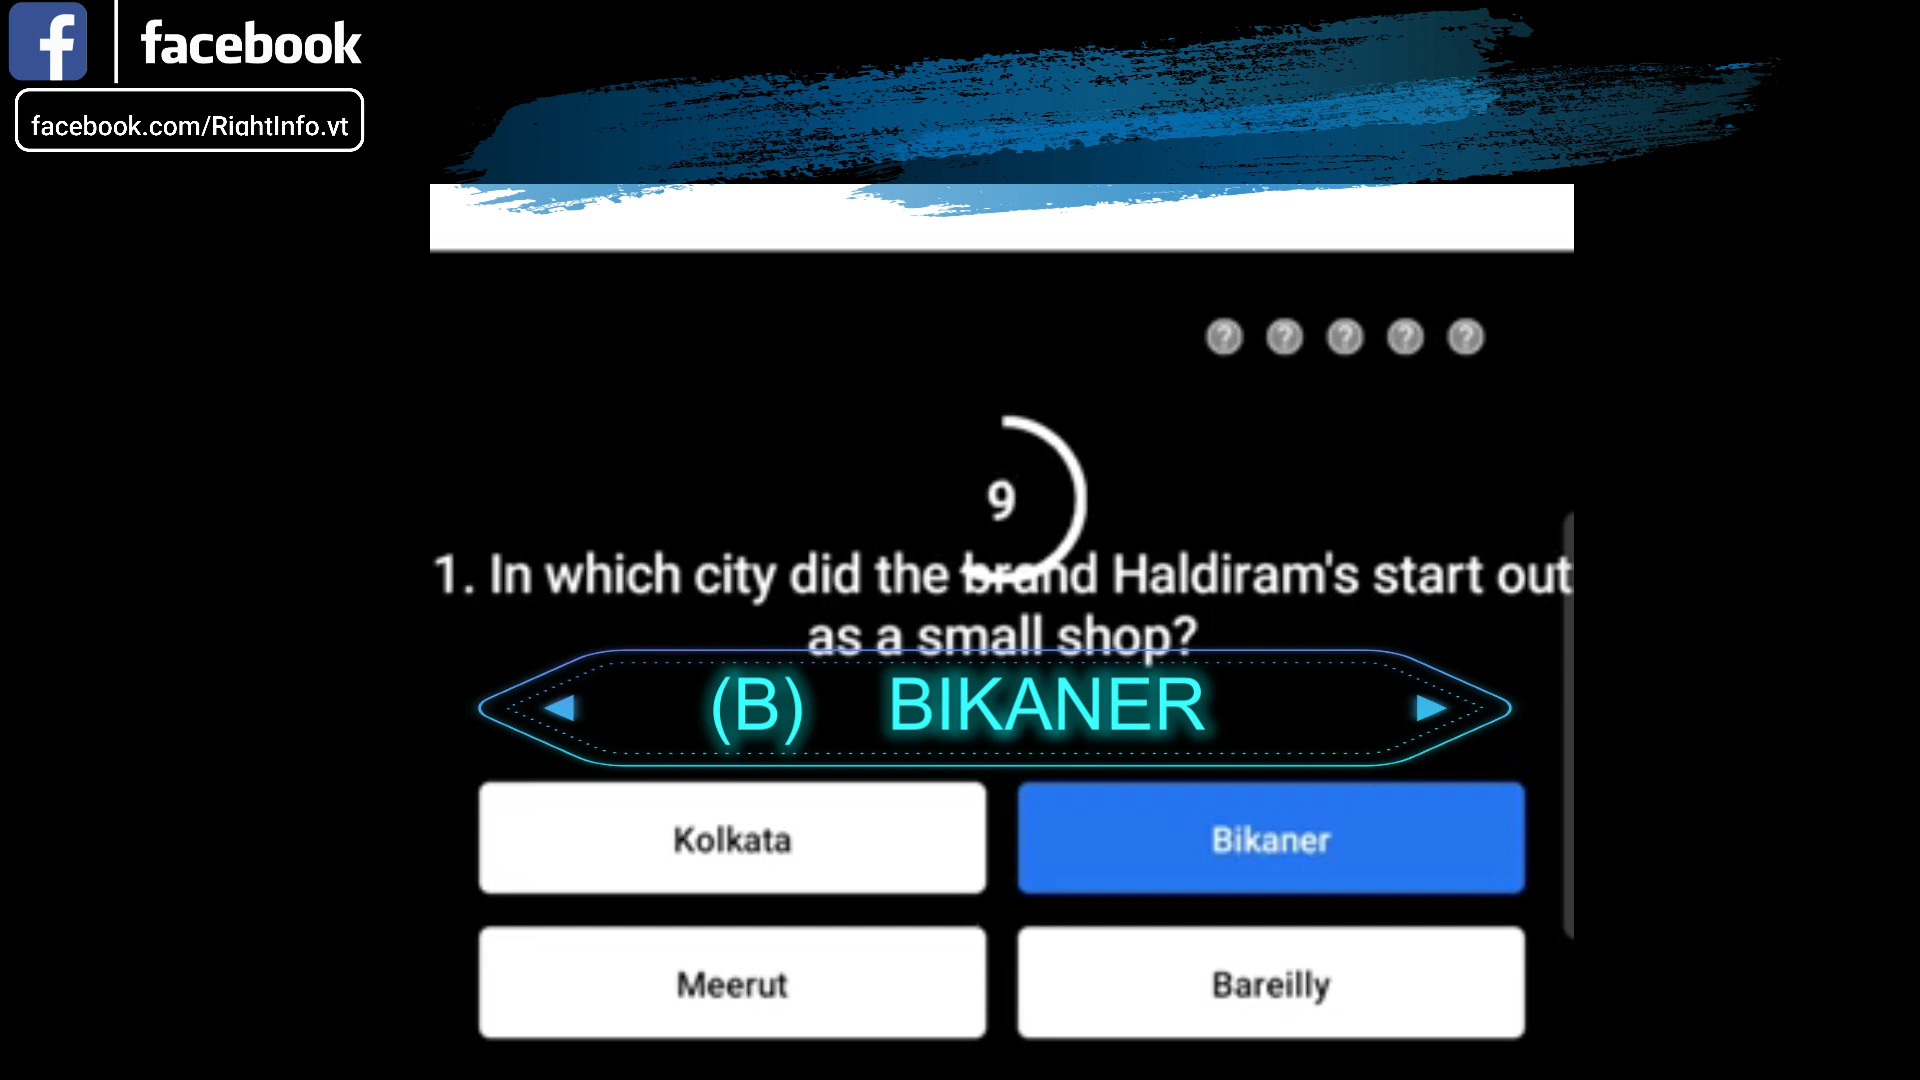 facebook
facebook.com/RightInfo.vt
9
1. In which city did the brand Haldiram's start out
as a small shop?
(B) BIKANER
Kolkata
Bikaner
Meerut
Bareilly